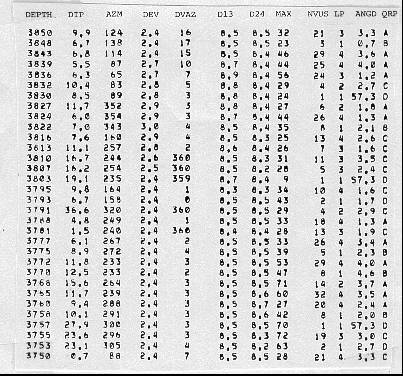 DEPTH DIP AZM DEV DVAZ D13 D24 MAX NVUS LP ANGD QRP
3850 9,9 124 2,4 16 8,5 8,5 32 21 3 3,3 A
3848 6,7 138 2,4 17 8,5 8,5 23 3 1 0,7 B
3843 6,8 114 2,4 15 8,5 8,4 46 29 4 3,6 A
3839 5,5 87 2,7 10 8,7 8,4 44 25 4 4,0 A
3836 6,3 65 2,7 7 8,9 8,4 56 24 3 1,2 A
3832 10,4 83 2,8 5 8,8 8,4 29 4 2 2,7 C
3830 8,5 89 2,8 3 8,8 8,4 24 1 1 57,3 D
3827 11,7 352 2,9 3 8,8 8,4 27 6 2 1,8 A
3824 6,0 354 2,9 3 8,7 8,4 44 26 4 1,3 A
3822 7,0 343 3,0 4 8,5 8,4 35 8 1 2,1 B
3816 7,6 160 2,9 4 8,5 8,3 25 13 4 2,6 C
3613 11,1 257 2,8 2 8,6 8,4 26 7 3 1,6 C
3810 16,7 244 2,6 360 8,5 8,3 31 11 3 3,5 C
3807 16,2 254 2,5 360 8,5 8,2 28 5 3 2,4 C
3803 19,1 235 2,4 359 8,7 8,4 9 1 1 57,3 D
3795 9,8 164 2,4 1 8,3 8,3 34 10 4 1,6 C
3793 6,7 158 2,4 0 8,5 8,5 43 2 1 1,7 D
3791 36,6 320 2,4 360 8,5 8,5 29 4 2 2,9 C
3788 4,8 249 2,4 1 8,5 8,5 33 18 4 1,3 A
3781 1,5 240 2,4 360 8,4 8,4 28 13 3 1,9 C
3777 6,1 267 2,4 2 8,5 8,5 33 26 4 3,4 A
3775 8,9 272 2,4 4 8,5 8,5 39 5 1 2,3 B
3772 11,8 233 2,4 3 8,5 8,5 53 29 4 4,0 A
3770 12,5 233 2,4 2 8,5 8,5 47 8 1 4,6 B
3768 15,6 264 2,4 3 8,5 8,5 71 14 2 3,7 A
3765 11,7 239 2,4 3 8,5 8,6 60 32 4 3,5 A
3760 9,4 288 2,4 3 8,5 8,7 27 20 4 2,4 A
3758 10,1 291 2,4 3 8,5 8,6 42 8 1 2,0 B
3757 27,9 300 2,4 3 8,5 8,5 70 1 1 57,3 D
3755 23,6 296 2,4 3 8,5 8,3 72 19 3 3,0 C
3753 23,1 305 2,4 4 8,5 8,2 63 2 1 2,7 D
3750 0,7 88 2,4 7 8,5 8,5 28 21 4 3,3 C